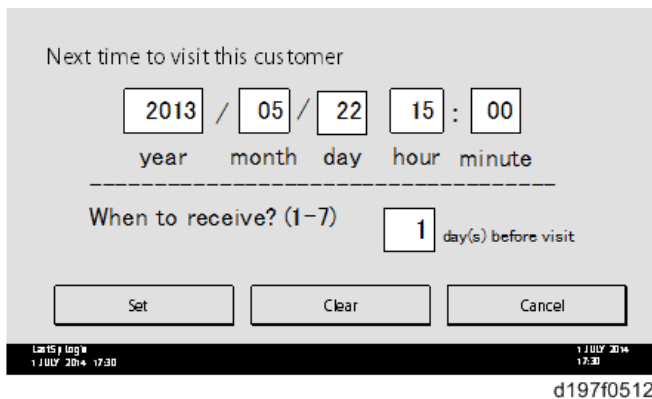 Next time to visit this customer
2013 / 05 / 22 15 : 00
year month day hour minute
When to receive? (1-7) 1 day(s) before visit
Set Clear Cancel
LastSp Login 1 JULY 2014
1 JULY 2014 17:30 17:30
d197f0512